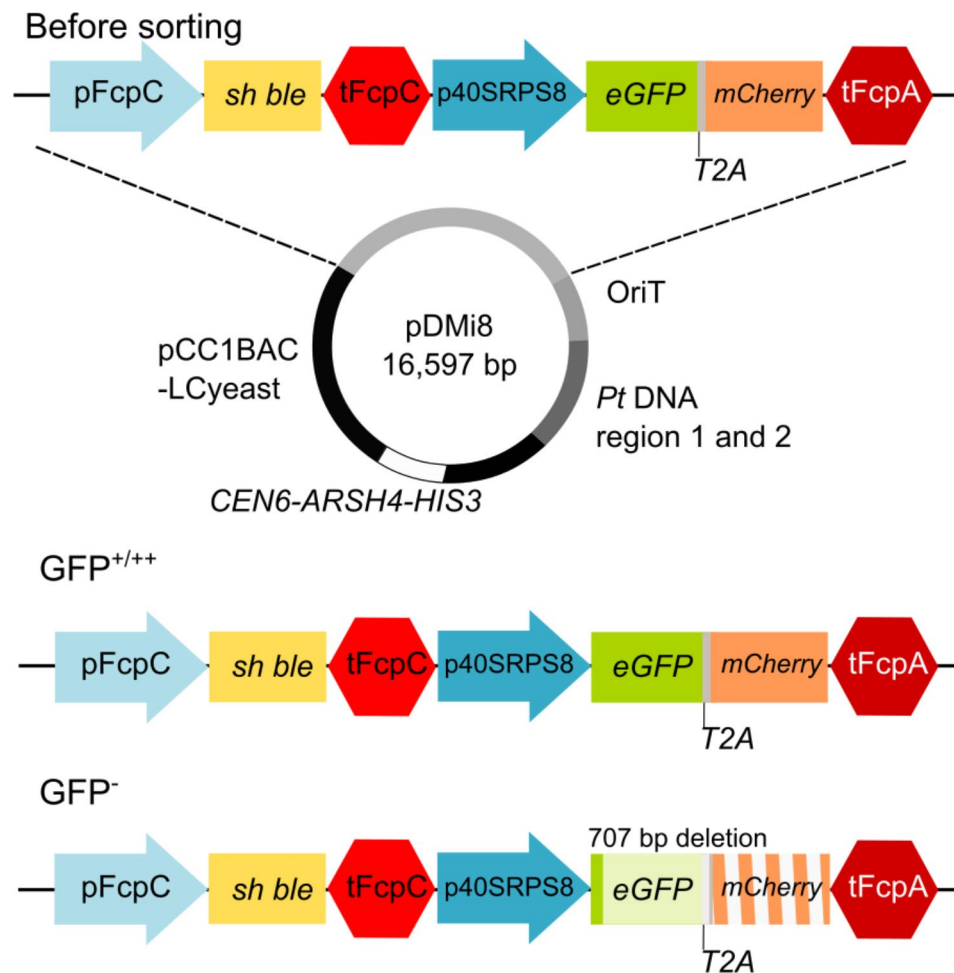 Before sorting
pFcpC sh ble tFcpC p40SRPS8 eGFP mCherry tFcpA
T2A
OriT
pDMi8
16,597 bp
pCC1BAC
-LCyeast
Pt DNA
region 1 and 2
CEN6-ARSH4-HIS3
GFP+/++
pFcpC sh ble tFcpC p40SRPS8 eGFP mCherry tFcpA
T2A
GFP-
707 bp deletion
pFcpC sh ble tFcpC p40SRPS8 eGFP mCherry tFcpA
T2A